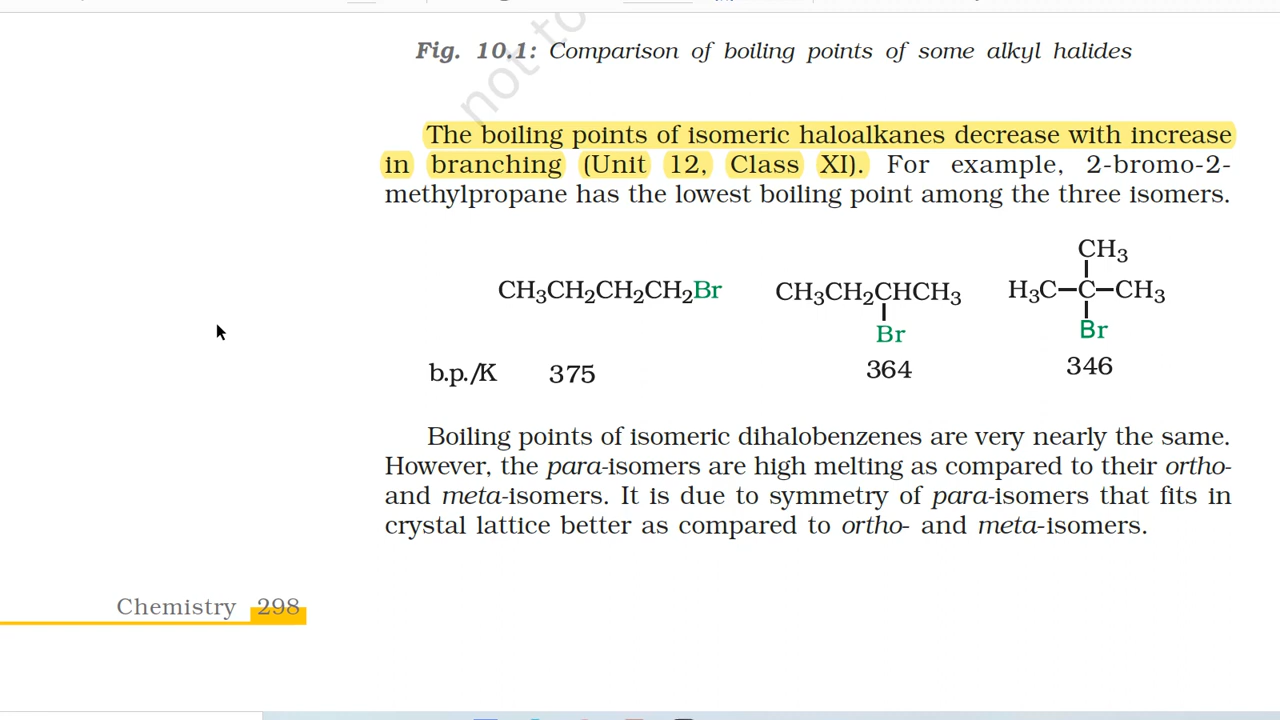 not to
Fig. 10.1: Comparison of boiling points of some alkyl halides
The boiling points of isomeric haloalkanes decrease with increase
in branching (Unit 12, Class XI). For example, 2-bromo-2-
methylpropane has the lowest boiling point among the three isomers.
CH₃CH₂CH₂CH₂Br
CH₃CH₂CHCH₃
Br
CH₃
H₃C–C–CH₃
Br
b.p./K 375 364 346
Boiling points of isomeric dihalobenzenes are very nearly the same.
However, the para-isomers are high melting as compared to their ortho-
and meta-isomers. It is due to symmetry of para-isomers that fits in
crystal lattice better as compared to ortho- and meta-isomers.
Chemistry 298